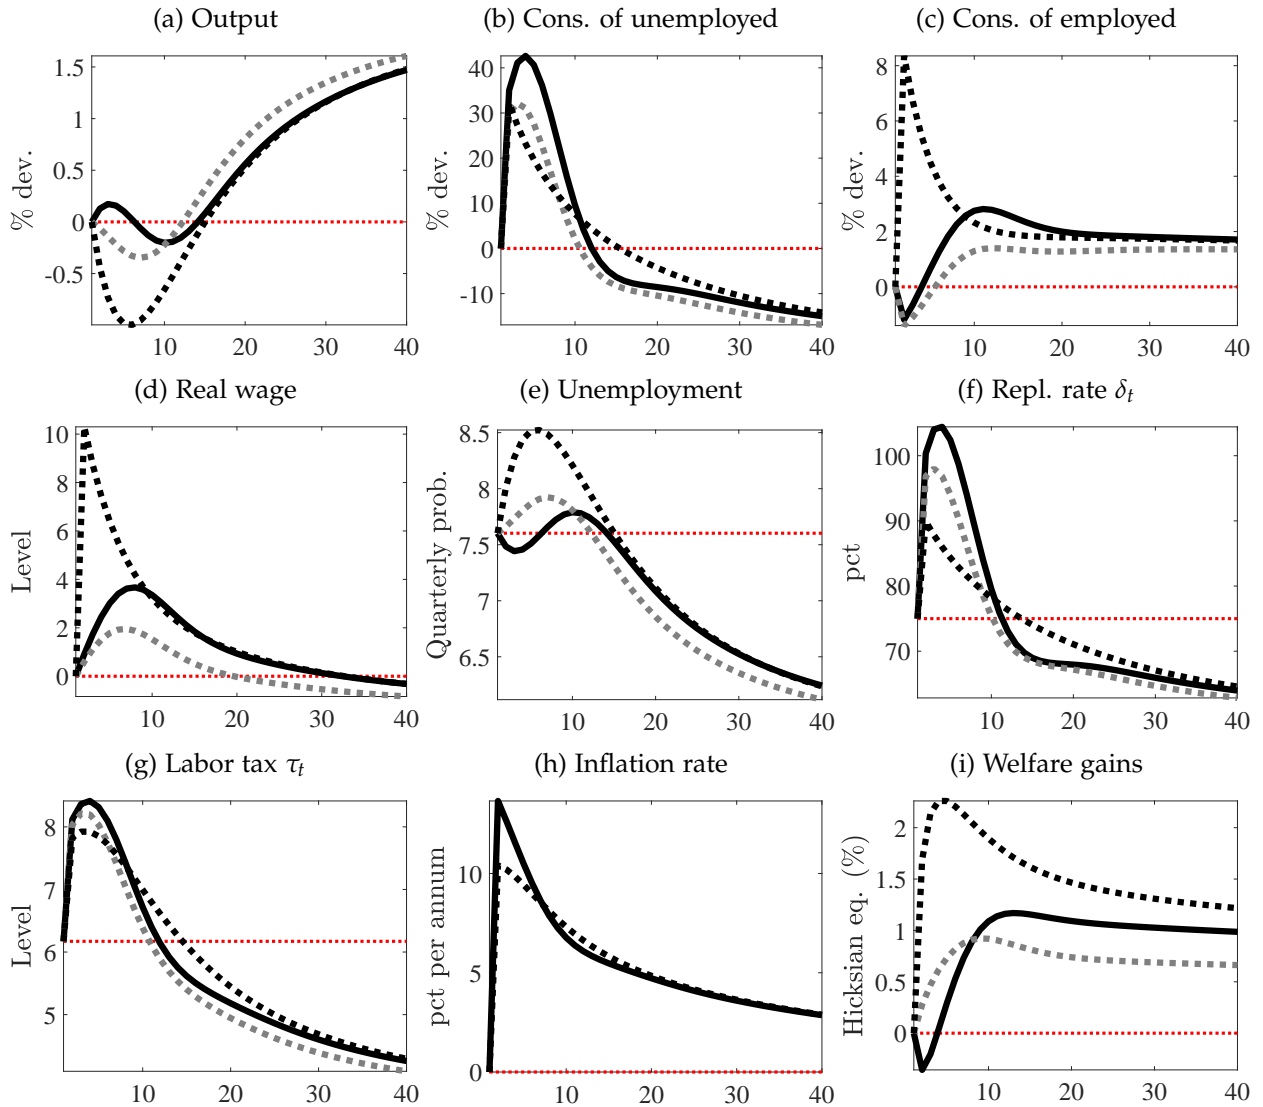 (a) Output
(b) Cons. of unemployed
(c) Cons. of employed
% dev.
1.5
1
0.5
0
-0.5
10 20 30 40
% dev.
40
30
20
10
0
-10
10 20 30 40
% dev.
8
6
4
2
0
10 20 30 40
(d) Real wage
(e) Unemployment
(f) Repl. rate δt
Level
10
8
6
4
2
0
10 20 30 40
Quarterly prob.
8.5
8
7.5
7
6.5
10 20 30 40
pct
100
90
80
70
10 20 30 40
(g) Labor tax τt
(h) Inflation rate
(i) Welfare gains
Level
8
7
6
5
10 20 30 40
pct per annum
10
5
0
10 20 30 40
Hicksian eq. (%)
2
1.5
1
0.5
0
10 20 30 40